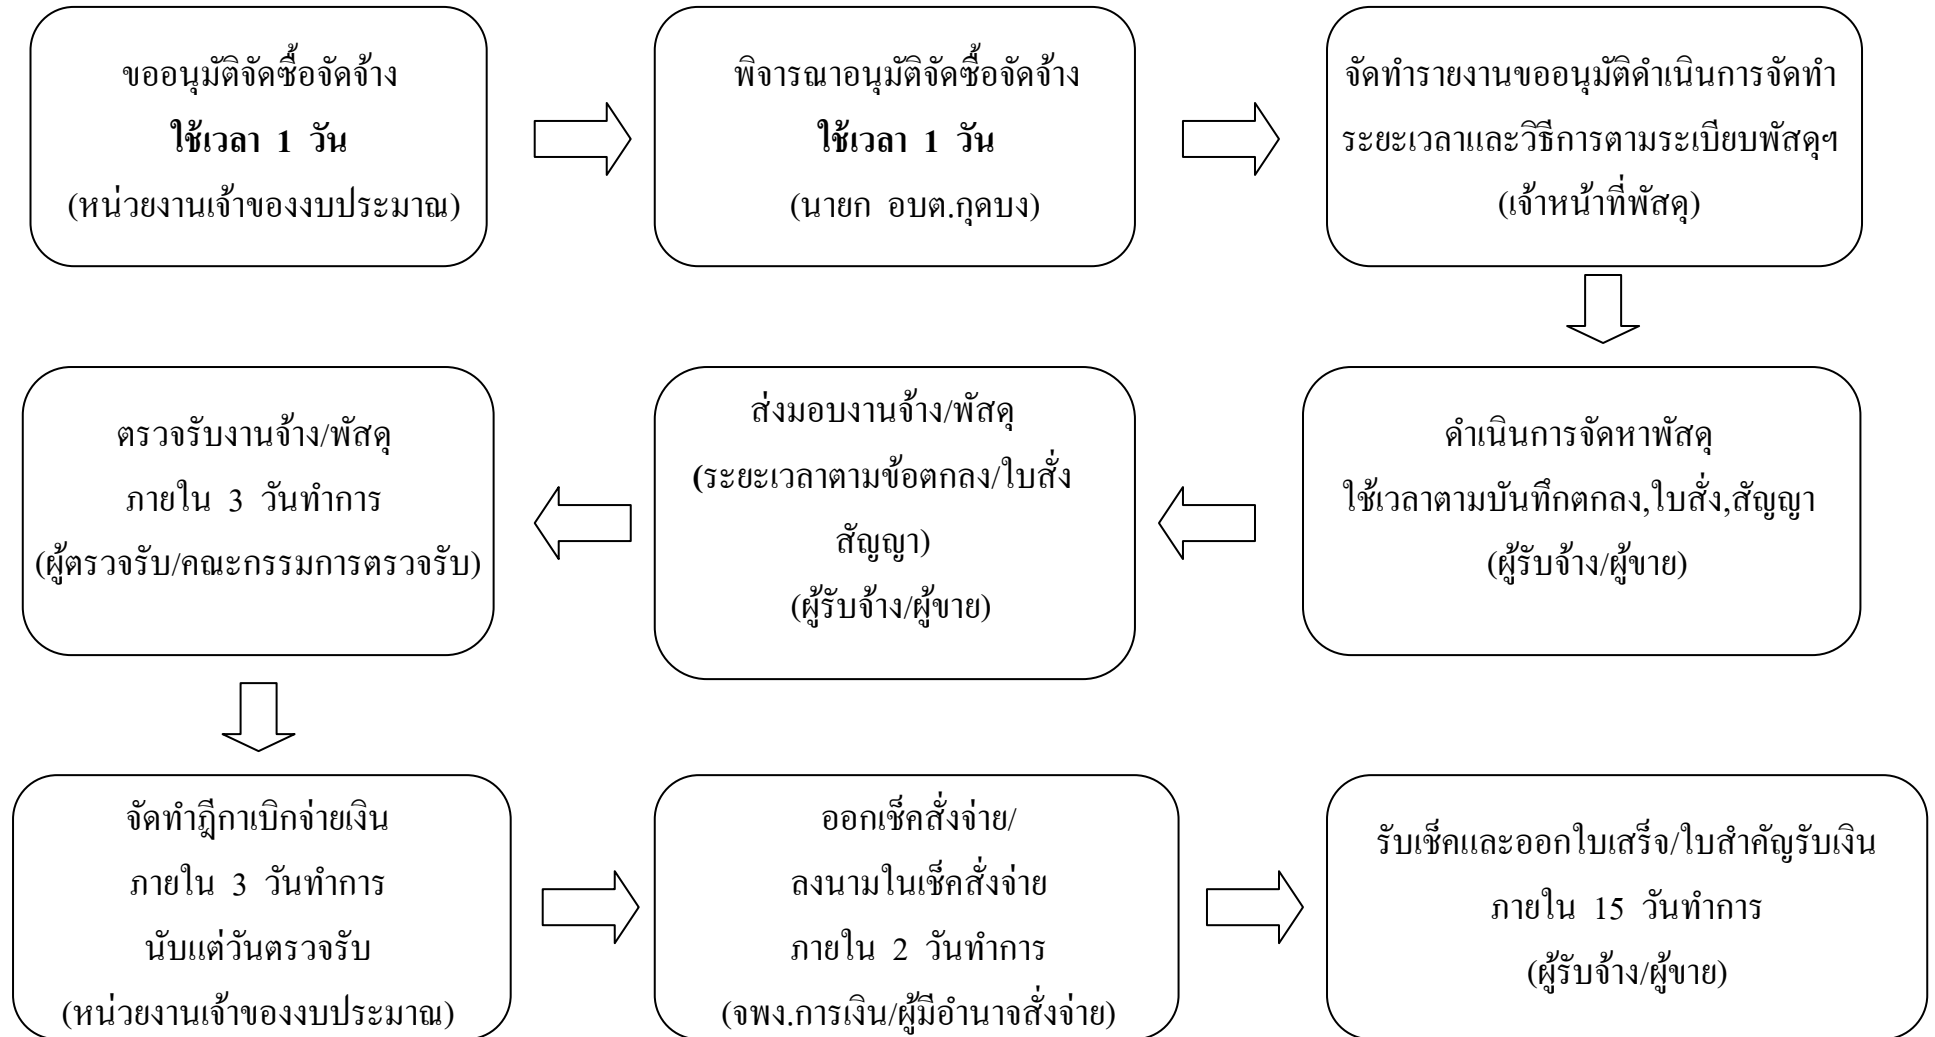 ขออนุมัติจัดซื้อจัดจ้าง
ใช้เวลา 1 วัน
(หน่วยงานเจ้าของงบประมาณ)
พิจารณาอนุมัติจัดซื้อจัดจ้าง
ใช้เวลา 1 วัน
(นายก อบต.กุดบง)
จัดทำรายงานขออนุมัติดำเนินการจัดทำ
ระยะเวลาและวิธีการตามระเบียบพัสดุฯ
(เจ้าหน้าที่พัสดุ)
ดำเนินการจัดหาพัสดุ
ใช้เวลาตามบันทึกตกลง,ใบสั่ง,สัญญา
(ผู้รับจ้าง/ผู้ขาย)
ส่งมอบงานจ้าง/พัสดุ
(ระยะเวลาตามข้อตกลง/ใบสั่ง
สัญญา)
(ผู้รับจ้าง/ผู้ขาย)
ตรวจรับงานจ้าง/พัสดุ
ภายใน 3 วันทำการ
(ผู้ตรวจรับ/คณะกรรมการตรวจรับ)
จัดทำฎีกาเบิกจ่ายเงิน
ภายใน 3 วันทำการ
นับแต่วันตรวจรับ
(หน่วยงานเจ้าของงบประมาณ)
ออกเช็คสั่งจ่าย/
ลงนามในเช็คสั่งจ่าย
ภายใน 2 วันทำการ
(จพง.การเงิน/ผู้มีอำนาจสั่งจ่าย)
รับเช็คและออกใบเสร็จ/ใบสำคัญรับเงิน
ภายใน 15 วันทำการ
(ผู้รับจ้าง/ผู้ขาย)